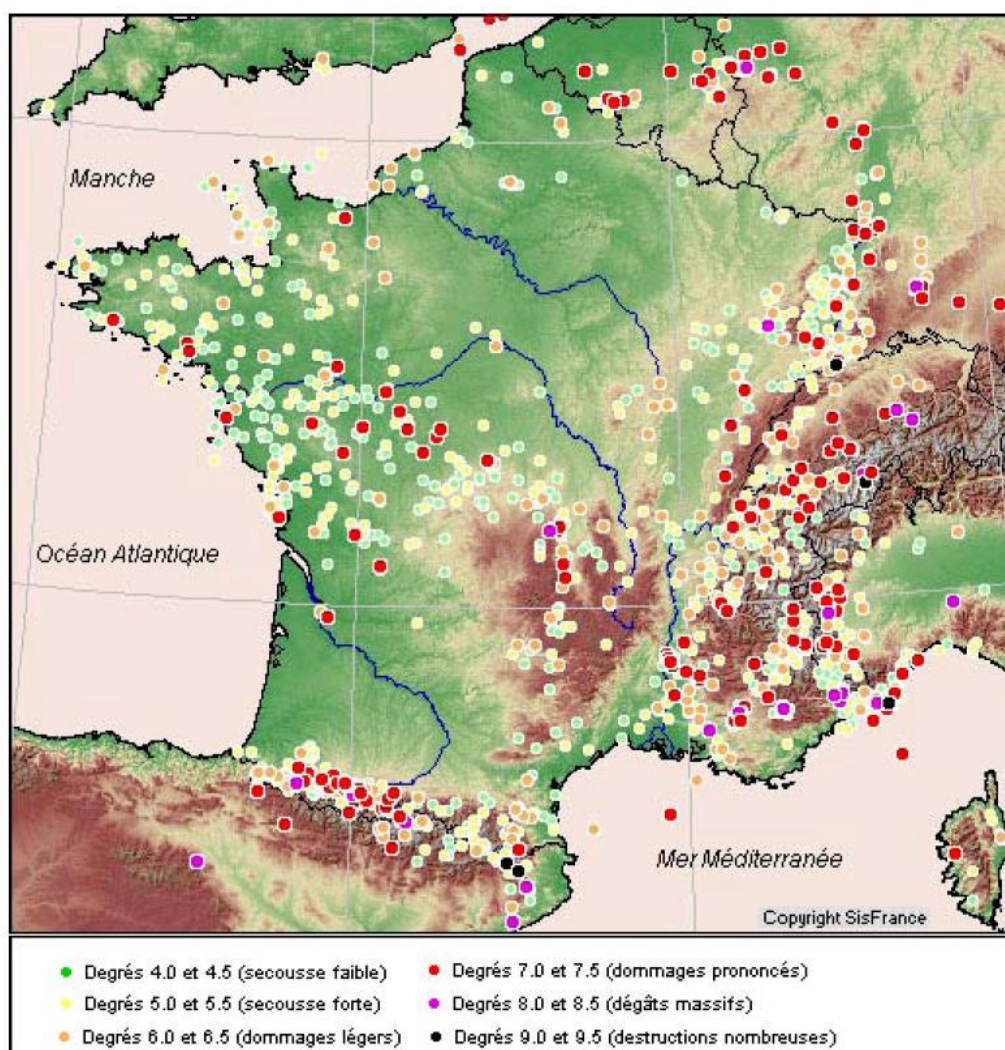 Manche
Océan Atlantique
Mer Méditerranée
Copyright SisFrance
Degrés 4.0 et 4.5 (secousse faible)
Degrés 7.0 et 7.5 (dommages prononcés)
Degrés 5.0 et 5.5 (secousse forte)
Degrés 8.0 et 8.5 (dégâts massifs)
Degrés 6.0 et 6.5 (dommages légers)
Degrés 9.0 et 9.5 (destructions nombreuses)